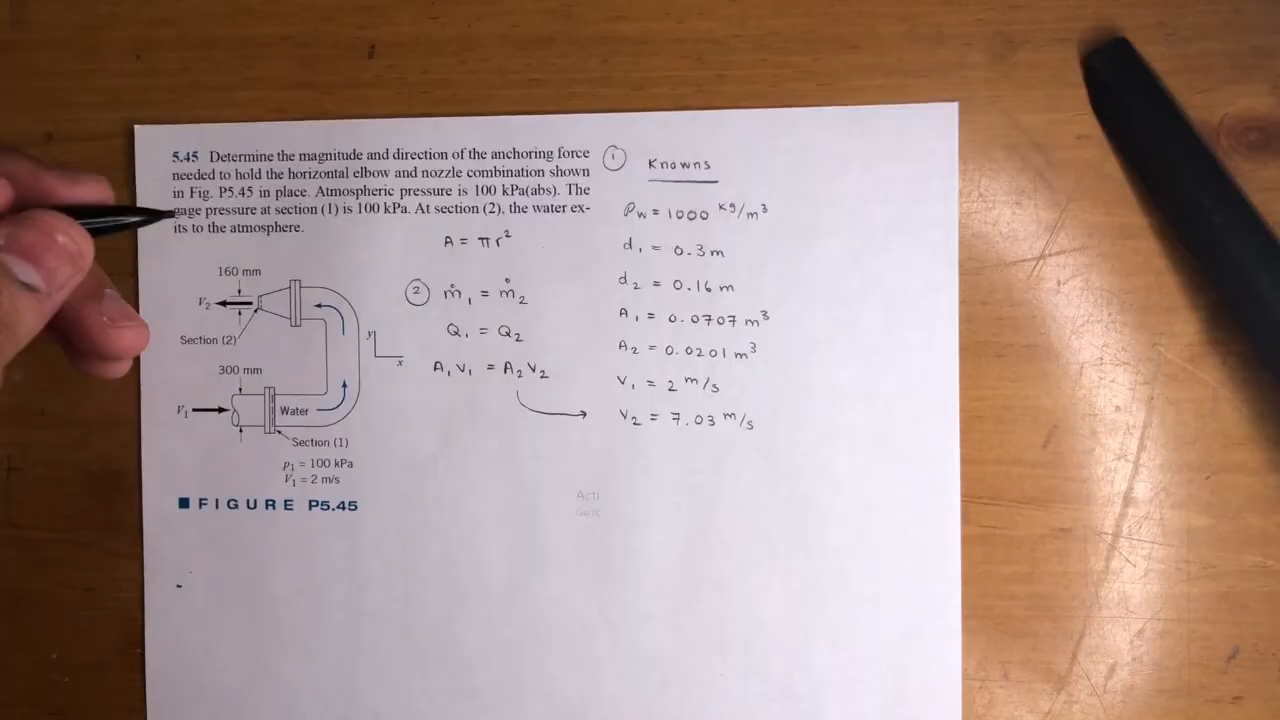 5.45 Determine the magnitude and direction of the anchoring force
needed to hold the horizontal elbow and nozzle combination shown
in Fig. P5.45 in place. Atmospheric pressure is 100 kPa(abs). The
gage pressure at section (1) is 100 kPa. At section (2), the water ex-
its to the atmosphere.
160 mm
V₂
Section (2)
300 mm
V₁
Water
Section (1)
p₁ = 100 kPa
V₁ = 2 m/s
y
x
■ FIGURE P5.45
A = πr²
② ṁ₁ = ṁ₂
Q₁ = Q₂
A₁V₁ = A₂V₂
① Knowns
ρw = 1000 kg/m³
d₁ = 0.3 m
d₂ = 0.16 m
A₁ = 0.0707 m³
A₂ = 0.0201 m³
V₁ = 2 m/s
V₂ = 7.03 m/s
Acti